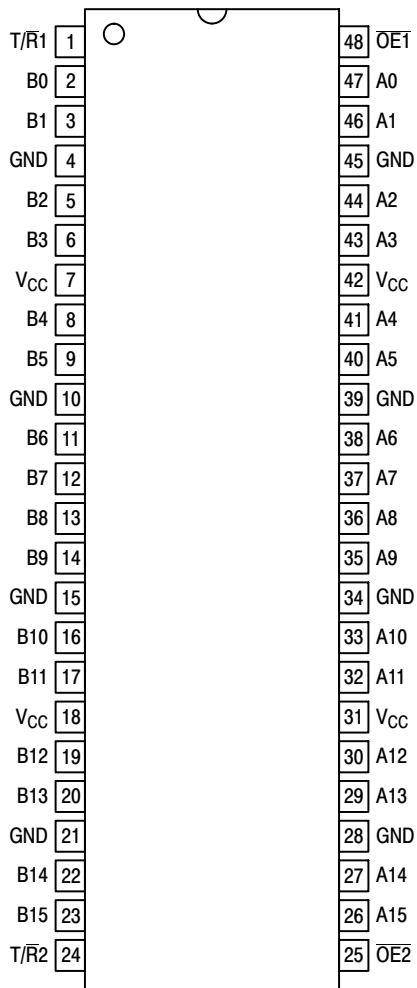 T/R̅1 1 48 O̅E̅1̅
B0 2 47 A0
B1 3 46 A1
GND 4 45 GND
B2 5 44 A2
B3 6 43 A3
VCC 7 42 VCC
B4 8 41 A4
B5 9 40 A5
GND 10 39 GND
B6 11 38 A6
B7 12 37 A7
B8 13 36 A8
B9 14 35 A9
GND 15 34 GND
B10 16 33 A10
B11 17 32 A11
VCC 18 31 VCC
B12 19 30 A12
B13 20 29 A13
GND 21 28 GND
B14 22 27 A14
B15 23 26 A15
T/R̅2 24 25 O̅E̅2̅